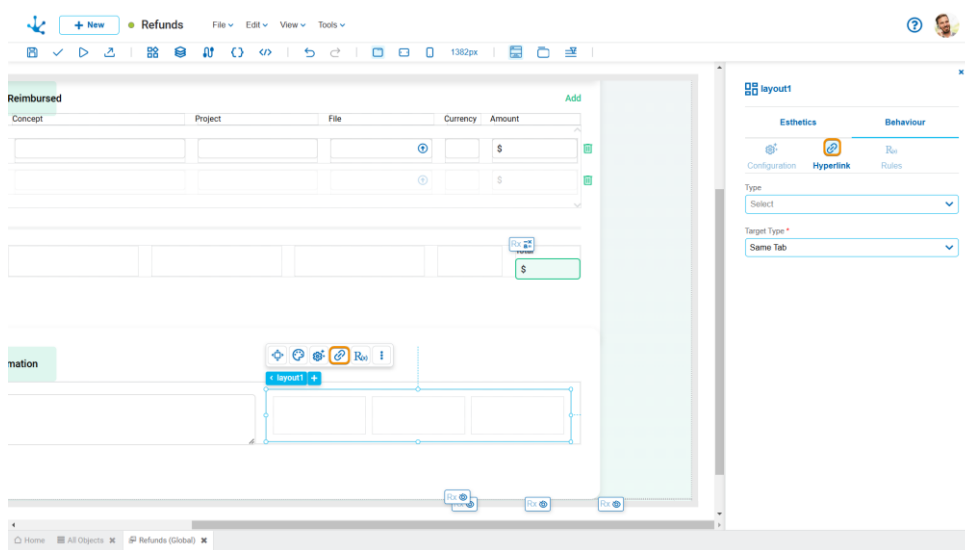 + New
Refunds
File
Edit
View
Tools
?
</>
1382px
layout1
Esthetics
Behaviour
Configuration
Hyperlink
Rules
Type
Select
Target Type *
Same Tab
Reimbursed
Add
Concept
Project
File
Currency
Amount
$
$
Rx
Total
$
mation
layout1 +
Rx
Rx
Rx
Home
All Objects
Refunds (Global)